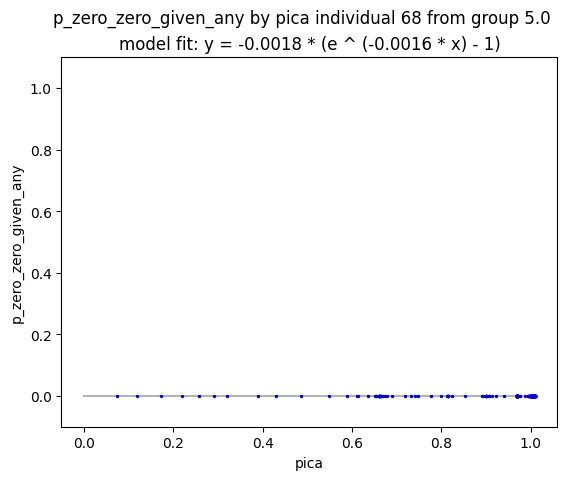 p_zero_zero_given_any by pica individual 68 from group 5.0
model fit: y = -0.0018 * (e ^ (-0.0016 * x) - 1)
1.0
0.8
0.6
0.4
0.2
0.0
p_zero_zero_given_any
0.0 0.2 0.4 0.6 0.8 1.0
pica